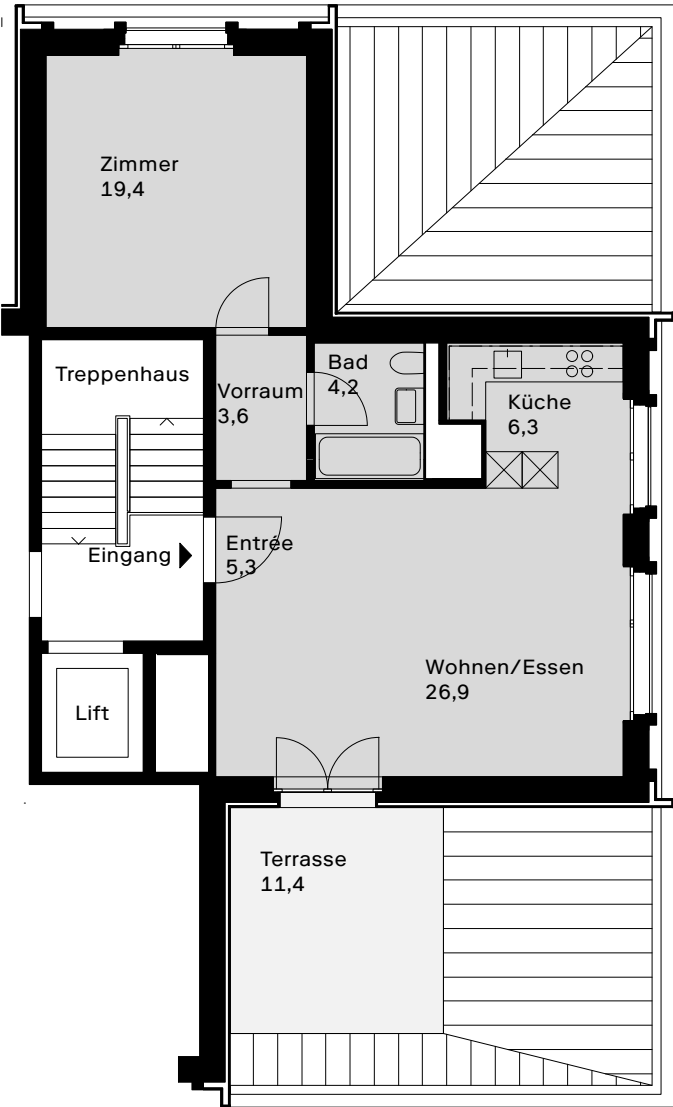 Zimmer
19,4
Treppenhaus
Vorraum
3,6
Bad
4,2
Küche
6,3
Eingang
Entrée
5,3
Wohnen/Essen
26,9
Lift
Terrasse
11,4